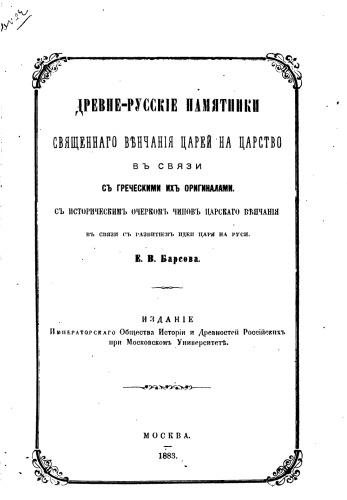 ДРЕВНЕ-РУССКІЕ ПАМЯТНИКИ
СВЯЩЕННАГО ВѢНЧАНІЯ ЦАРЕЙ НА ЦАРСТВО
ВЪ СВЯЗИ
СЪ ГРЕЧЕСКИМИ ИХЪ ОРИГИНАЛАМИ.
СЪ ИСТОРИЧЕСКИМЪ ОЧЕРКОМЪ ЧИНОВЪ ЦАРСКАГО ВѢНЧАНІЯ
ВЪ СВЯЗИ СЪ РАЗВИТІЕМЪ ИДЕИ ЦАРЯ НА РУСИ.
Е. В. Барсова.
ИЗДАНІЕ
ИМПЕРАТОРСКАГО Общества Исторіи и Древностей Россійскихъ
при Московскомъ Университетѣ.
МОСКВА.
1883.